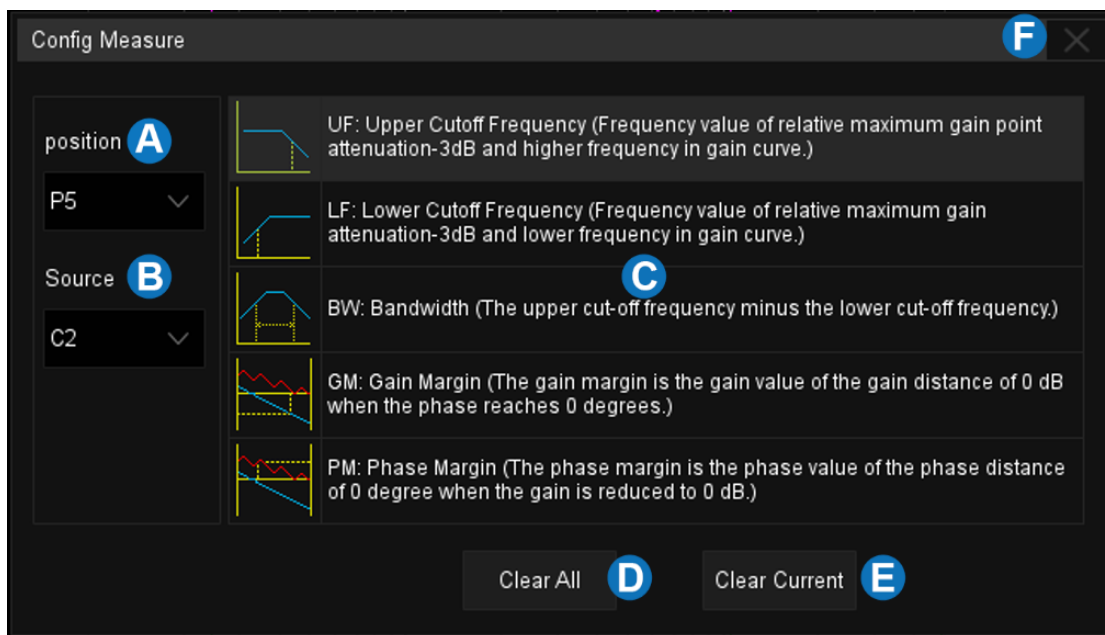 Config Measure
F
position A
P5
Source B
C2
UF: Upper Cutoff Frequency (Frequency value of relative maximum gain point
attenuation-3dB and higher frequency in gain curve.)
LF: Lower Cutoff Frequency (Frequency value of relative maximum gain
attenuation-3dB and lower frequency in gain curve.)
C
BW: Bandwidth (The upper cut-off frequency minus the lower cut-off frequency.)
GM: Gain Margin (The gain margin is the gain value of the gain distance of 0 dB
when the phase reaches 0 degrees.)
PM: Phase Margin (The phase margin is the phase value of the phase distance
of 0 degree when the gain is reduced to 0 dB.)
Clear All D
Clear Current E